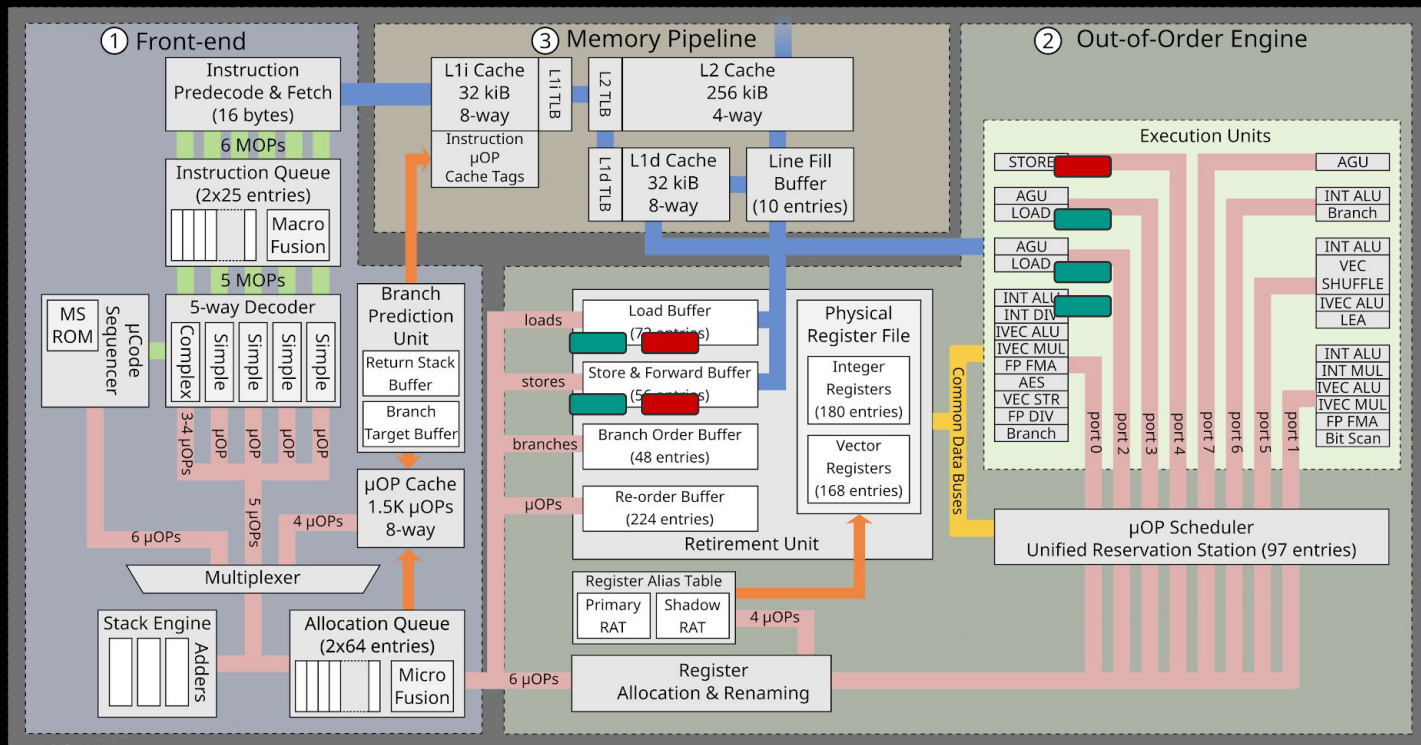 ① Front-end
Instruction
Predecode & Fetch
(16 bytes)
6 MOPs
Instruction Queue
(2x25 entries)
Macro
Fusion
5 MOPs
MS
ROM
µCode
Sequencer
5-way Decoder
Complex
Simple
Simple
Simple
Simple
3-4 µOPs
µOP
µOP
µOP
µOP
Branch
Prediction
Unit
Return Stack
Buffer
Branch
Target Buffer
µOP Cache
1.5K µOPs
8-way
6 µOPs
5 µOPs
4 µOPs
Multiplexer
Stack Engine
Adders
Allocation Queue
(2x64 entries)
Micro
Fusion
③ Memory Pipeline
L1i Cache
32 kiB
8-way
L1i TLB
Instruction
µOP
Cache Tags
L2 TLB
L2 Cache
256 kiB
4-way
L1d TLB
L1d Cache
32 kiB
8-way
Line Fill
Buffer
(10 entries)
② Out-of-Order Engine
Execution Units
STORE
AGU
LOAD
AGU
LOAD
INT ALU
INT DIV
IVEC ALU
IVEC MUL
FP FMA
AES
VEC STR
FP DIV
Branch
AGU
INT ALU
Branch
INT ALU
VEC
SHUFFLE
IVEC ALU
LEA
INT ALU
INT MUL
IVEC ALU
IVEC MUL
FP FMA
Bit Scan
port 0
port 2
port 3
port 4
port 7
port 6
port 5
port 1
Common Data Buses
µOP Scheduler
Unified Reservation Station (97 entries)
loads
Load Buffer
stores
Store & Forward Buffer
branches
Branch Order Buffer
(48 entries)
µOPs
Re-order Buffer
(224 entries)
Physical
Register File
Integer
Registers
(180 entries)
Vector
Registers
(168 entries)
Retirement Unit
Register Alias Table
Primary
RAT
Shadow
RAT
4 µOPs
6 µOPs
Register
Allocation & Renaming